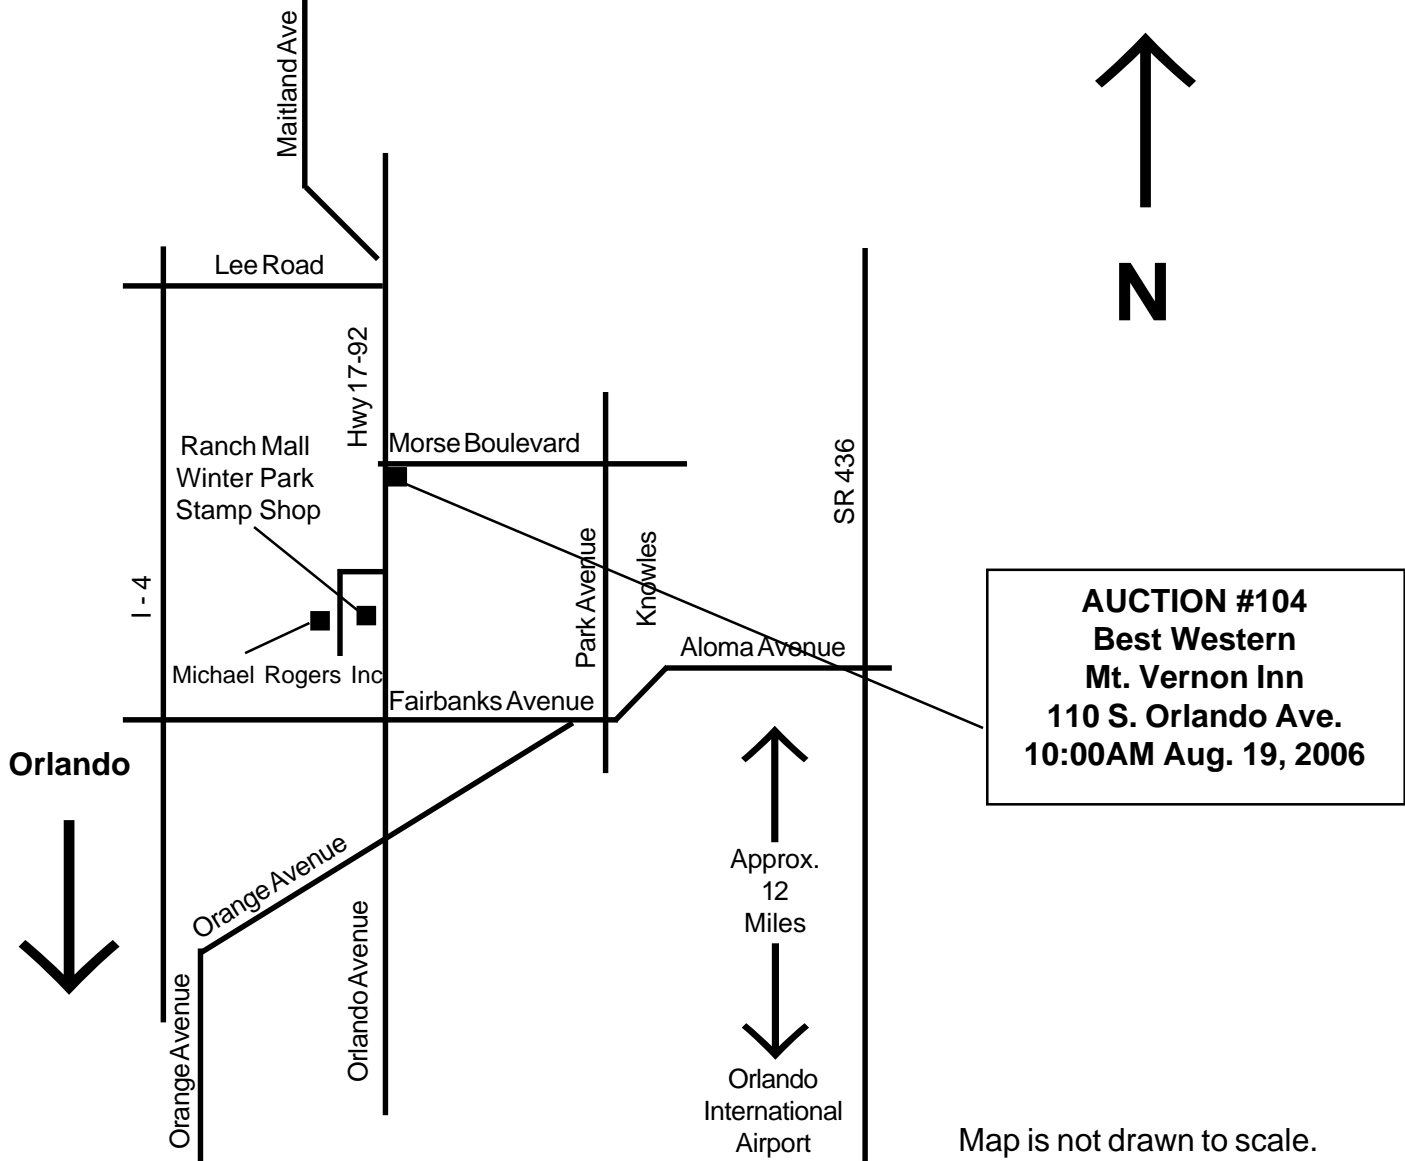 Maitland Ave
N
Lee Road
Hwy 17-92
Morse Boulevard
Ranch Mall
Winter Park
Stamp Shop
SR 436
I - 4
Park Avenue
Knowles
Michael Rogers Inc
Aloma Avenue
Fairbanks Avenue
AUCTION #104
Best Western
Mt. Vernon Inn
110 S. Orlando Ave.
10:00AM Aug. 19, 2006
Orlando
Orange Avenue
Approx.
12
Miles
Orlando Avenue
Orange Avenue
Orlando
International
Airport
Map is not drawn to scale.